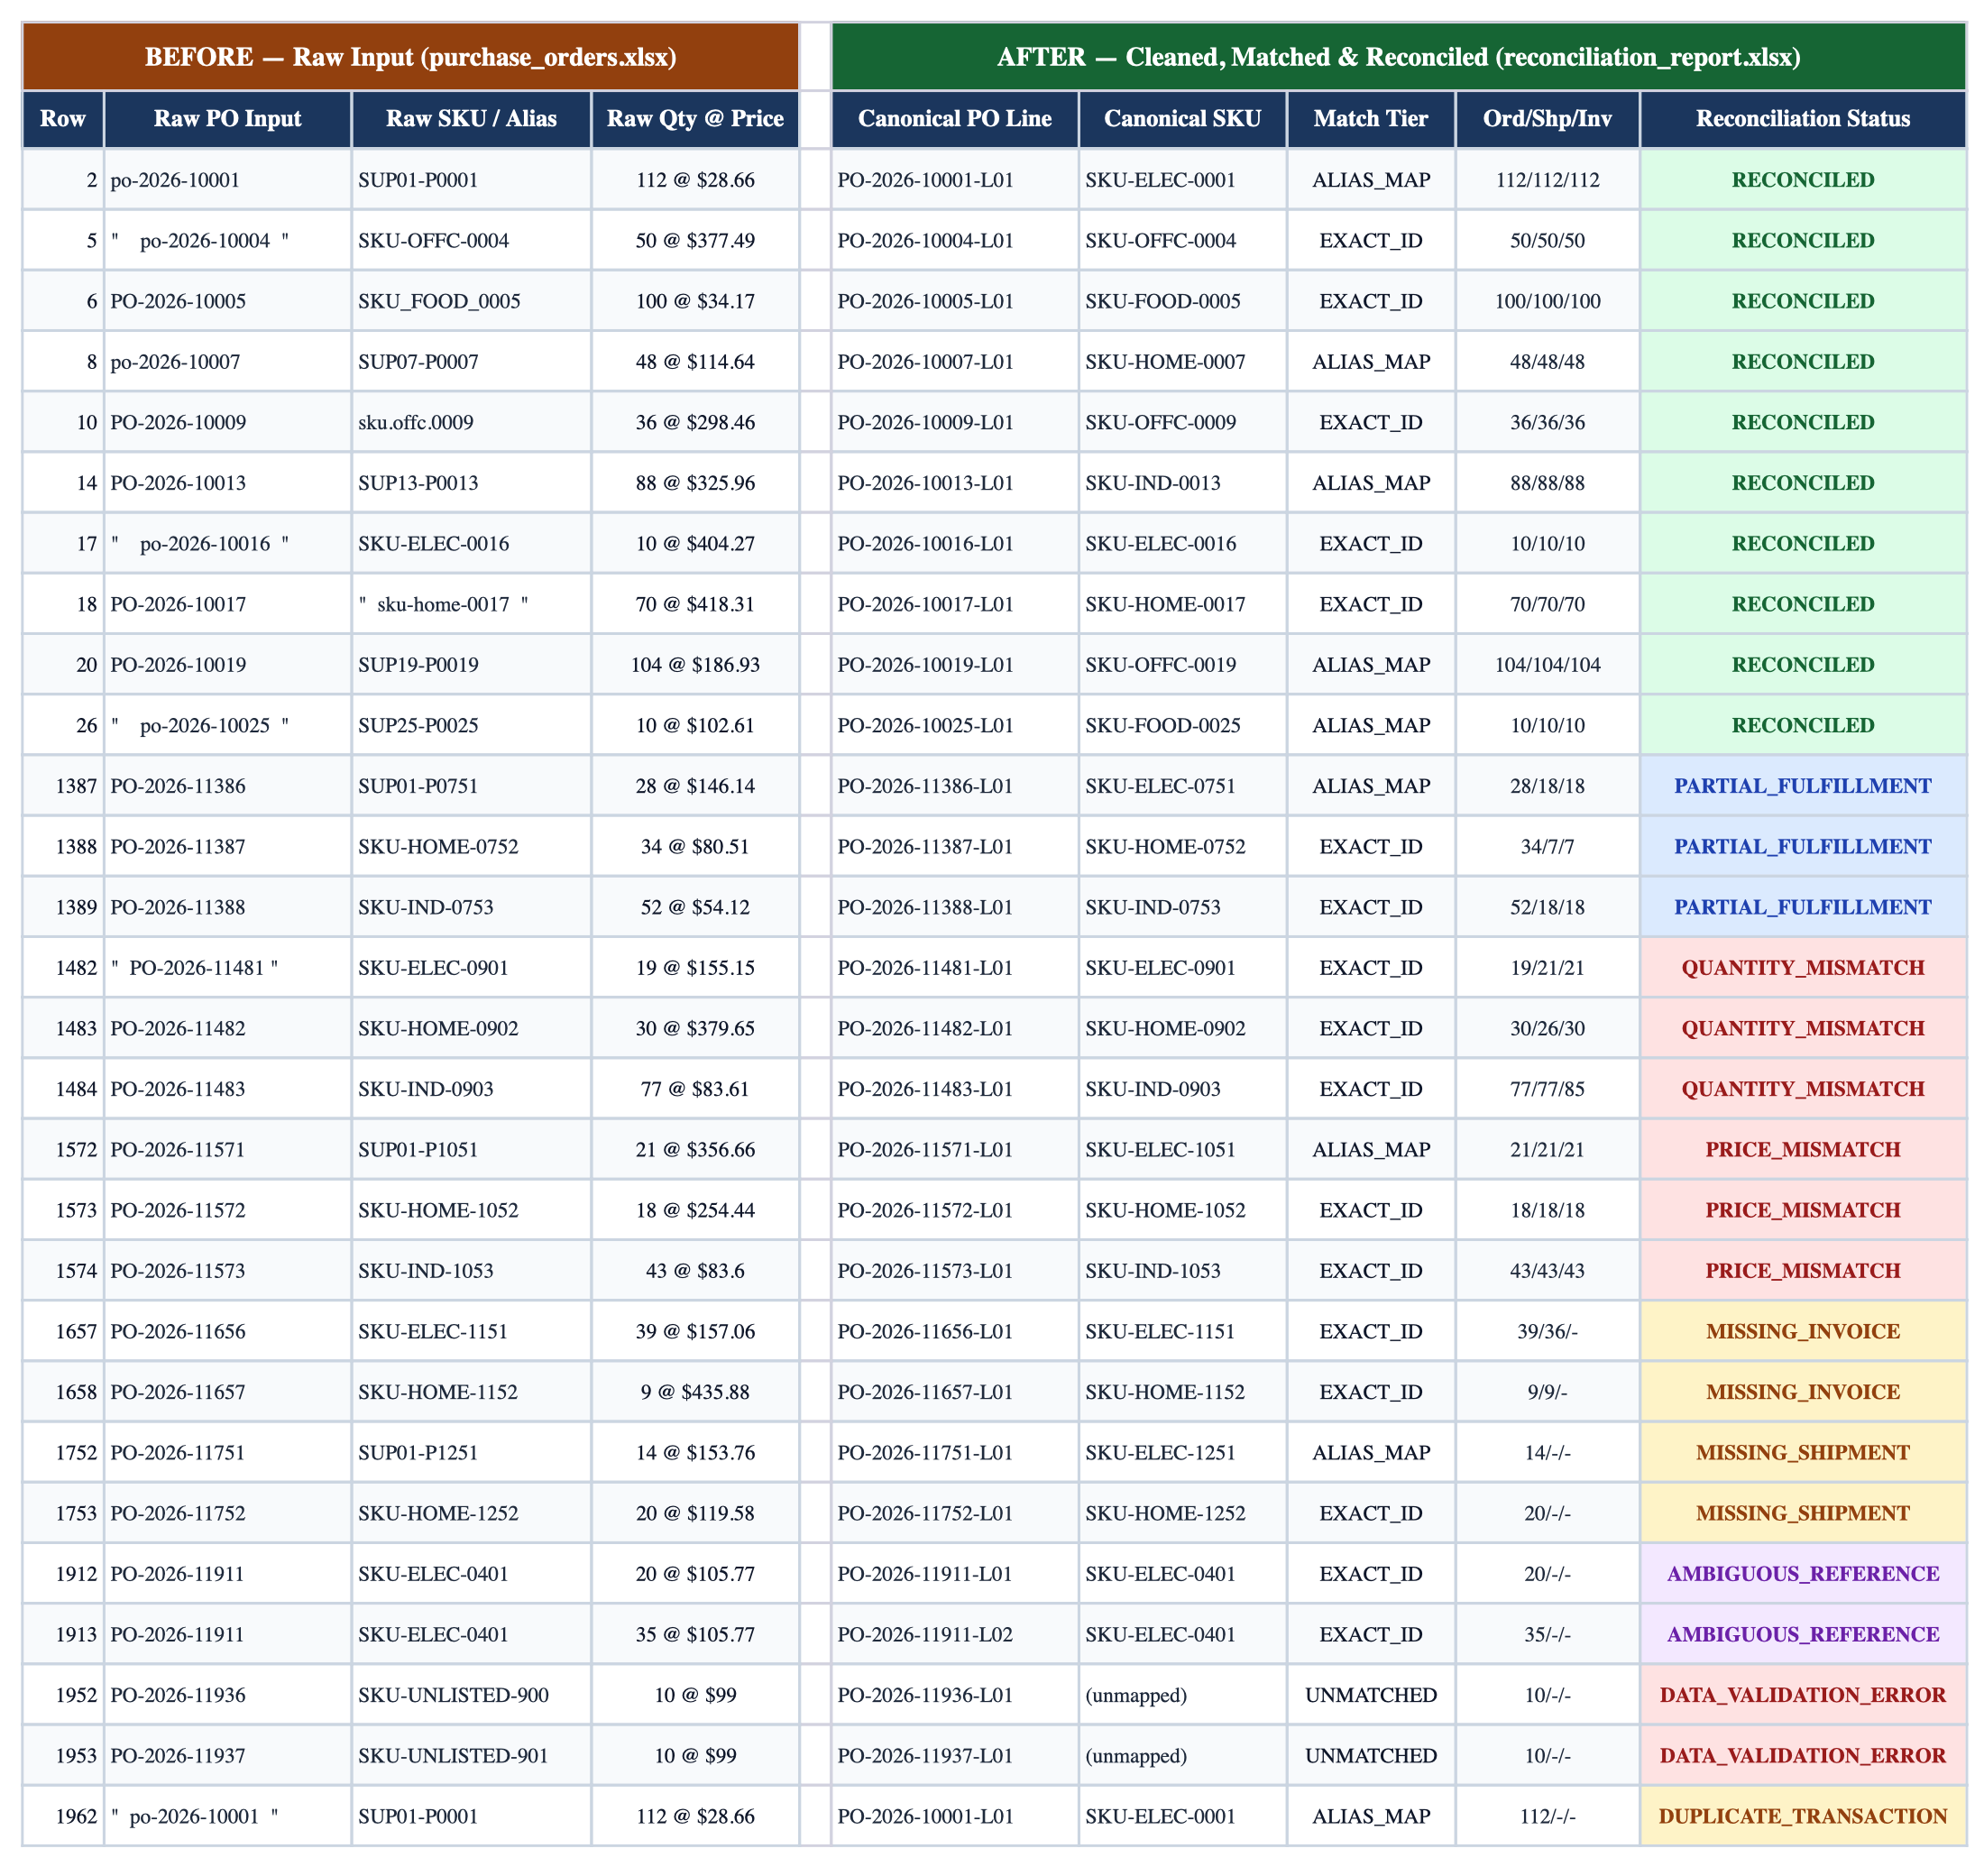 BEFORE — Raw Input (purchase_orders.xlsx) AFTER — Cleaned, Matched & Reconciled (reconciliation_report.xlsx)
Row Raw PO Input Raw SKU / Alias Raw Qty @ Price Canonical PO Line Canonical SKU Match Tier Ord/Shp/Inv Reconciliation Status
2 po-2026-10001 SUP01-P0001 112 @ $28.66 PO-2026-10001-L01 SKU-ELEC-0001 ALIAS_MAP 112/112/112 RECONCILED
5 "    po-2026-10004  " SKU-OFFC-0004 50 @ $377.49 PO-2026-10004-L01 SKU-OFFC-0004 EXACT_ID 50/50/50 RECONCILED
6 PO-2026-10005 SKU_FOOD_0005 100 @ $34.17 PO-2026-10005-L01 SKU-FOOD-0005 EXACT_ID 100/100/100 RECONCILED
8 po-2026-10007 SUP07-P0007 48 @ $114.64 PO-2026-10007-L01 SKU-HOME-0007 ALIAS_MAP 48/48/48 RECONCILED
10 PO-2026-10009 sku.offc.0009 36 @ $298.46 PO-2026-10009-L01 SKU-OFFC-0009 EXACT_ID 36/36/36 RECONCILED
14 PO-2026-10013 SUP13-P0013 88 @ $325.96 PO-2026-10013-L01 SKU-IND-0013 ALIAS_MAP 88/88/88 RECONCILED
17 "    po-2026-10016  " SKU-ELEC-0016 10 @ $404.27 PO-2026-10016-L01 SKU-ELEC-0016 EXACT_ID 10/10/10 RECONCILED
18 PO-2026-10017 "  sku-home-0017  " 70 @ $418.31 PO-2026-10017-L01 SKU-HOME-0017 EXACT_ID 70/70/70 RECONCILED
20 PO-2026-10019 SUP19-P0019 104 @ $186.93 PO-2026-10019-L01 SKU-OFFC-0019 ALIAS_MAP 104/104/104 RECONCILED
26 "    po-2026-10025  " SUP25-P0025 10 @ $102.61 PO-2026-10025-L01 SKU-FOOD-0025 ALIAS_MAP 10/10/10 RECONCILED
1387 PO-2026-11386 SUP01-P0751 28 @ $146.14 PO-2026-11386-L01 SKU-ELEC-0751 ALIAS_MAP 28/18/18 PARTIAL_FULFILLMENT
1388 PO-2026-11387 SKU-HOME-0752 34 @ $80.51 PO-2026-11387-L01 SKU-HOME-0752 EXACT_ID 34/7/7 PARTIAL_FULFILLMENT
1389 PO-2026-11388 SKU-IND-0753 52 @ $54.12 PO-2026-11388-L01 SKU-IND-0753 EXACT_ID 52/18/18 PARTIAL_FULFILLMENT
1482 "  PO-2026-11481 " SKU-ELEC-0901 19 @ $155.15 PO-2026-11481-L01 SKU-ELEC-0901 EXACT_ID 19/21/21 QUANTITY_MISMATCH
1483 PO-2026-11482 SKU-HOME-0902 30 @ $379.65 PO-2026-11482-L01 SKU-HOME-0902 EXACT_ID 30/26/30 QUANTITY_MISMATCH
1484 PO-2026-11483 SKU-IND-0903 77 @ $83.61 PO-2026-11483-L01 SKU-IND-0903 EXACT_ID 77/77/85 QUANTITY_MISMATCH
1572 PO-2026-11571 SUP01-P1051 21 @ $356.66 PO-2026-11571-L01 SKU-ELEC-1051 ALIAS_MAP 21/21/21 PRICE_MISMATCH
1573 PO-2026-11572 SKU-HOME-1052 18 @ $254.44 PO-2026-11572-L01 SKU-HOME-1052 EXACT_ID 18/18/18 PRICE_MISMATCH
1574 PO-2026-11573 SKU-IND-1053 43 @ $83.6 PO-2026-11573-L01 SKU-IND-1053 EXACT_ID 43/43/43 PRICE_MISMATCH
1657 PO-2026-11656 SKU-ELEC-1151 39 @ $157.06 PO-2026-11656-L01 SKU-ELEC-1151 EXACT_ID 39/36/- MISSING_INVOICE
1658 PO-2026-11657 SKU-HOME-1152 9 @ $435.88 PO-2026-11657-L01 SKU-HOME-1152 EXACT_ID 9/9/- MISSING_INVOICE
1752 PO-2026-11751 SUP01-P1251 14 @ $153.76 PO-2026-11751-L01 SKU-ELEC-1251 ALIAS_MAP 14/-/- MISSING_SHIPMENT
1753 PO-2026-11752 SKU-HOME-1252 20 @ $119.58 PO-2026-11752-L01 SKU-HOME-1252 EXACT_ID 20/-/- MISSING_SHIPMENT
1912 PO-2026-11911 SKU-ELEC-0401 20 @ $105.77 PO-2026-11911-L01 SKU-ELEC-0401 EXACT_ID 20/-/- AMBIGUOUS_REFERENCE
1913 PO-2026-11911 SKU-ELEC-0401 35 @ $105.77 PO-2026-11911-L02 SKU-ELEC-0401 EXACT_ID 35/-/- AMBIGUOUS_REFERENCE
1952 PO-2026-11936 SKU-UNLISTED-900 10 @ $99 PO-2026-11936-L01 (unmapped) UNMATCHED 10/-/- DATA_VALIDATION_ERROR
1953 PO-2026-11937 SKU-UNLISTED-901 10 @ $99 PO-2026-11937-L01 (unmapped) UNMATCHED 10/-/- DATA_VALIDATION_ERROR
1962 "  po-2026-10001  " SUP01-P0001 112 @ $28.66 PO-2026-10001-L01 SKU-ELEC-0001 ALIAS_MAP 112/-/- DUPLICATE_TRANSACTION